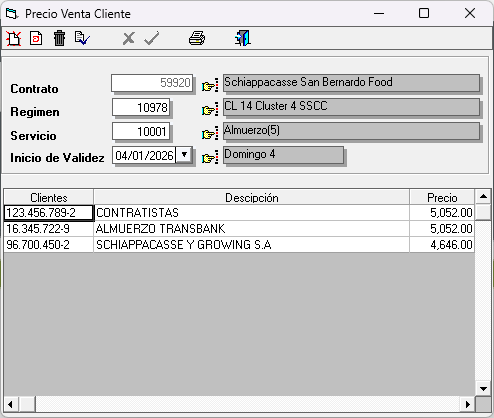 Precio Venta Cliente
Contrato 59920 Schiappacasse San Bernardo Food
Regimen 10978 CL 14 Cluster 4 SSCC
Servicio 10001 Almuerzo(5)
Inicio de Validez 04/01/2026 Domingo 4
Clientes Descipción Precio
123.456.789-2 CONTRATISTAS 5,052.00
16.345.722-9 ALMUERZO TRANSBANK 5,052.00
96.700.450-2 SCHIAPPACASSE Y GROWING S.A 4,646.00